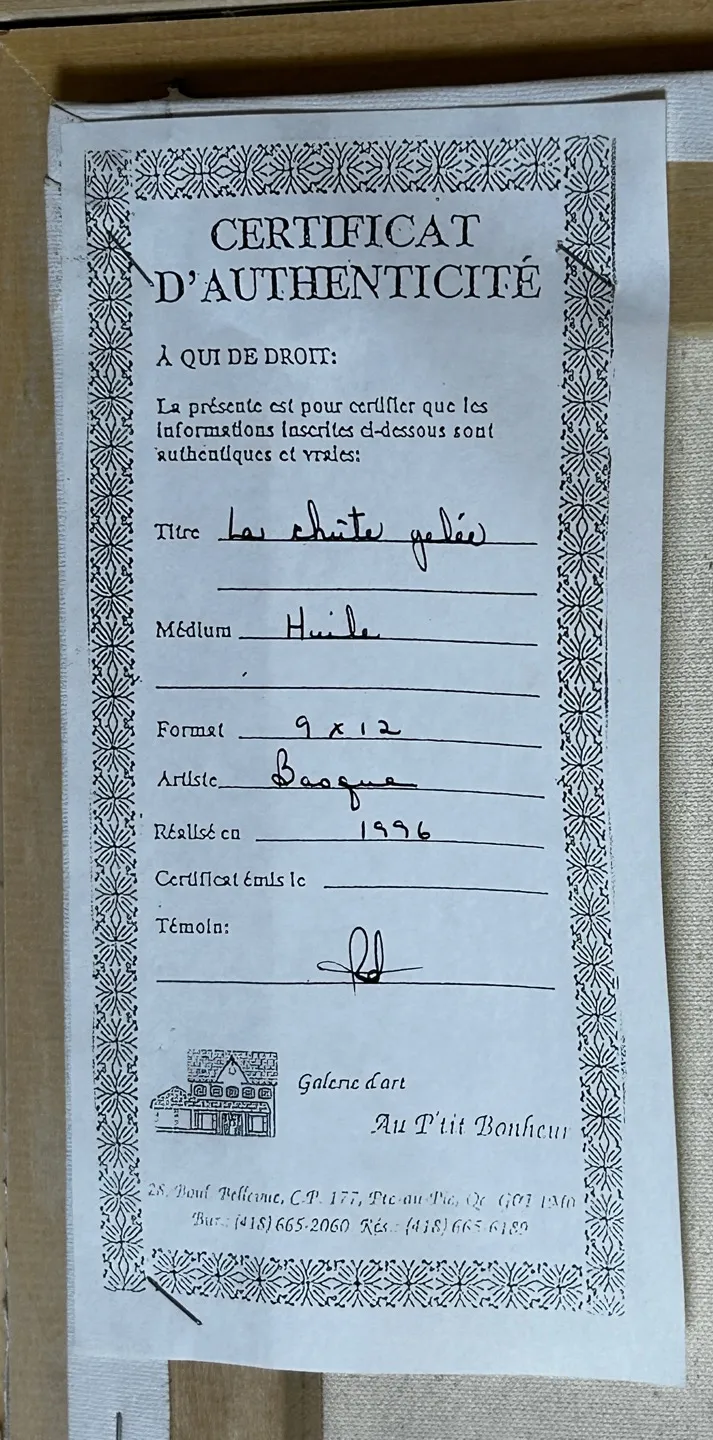 CERTIFICAT
D'AUTHENTICITÉ
À QUI DE DROIT:
La présente est pour certifier que les
informations inscrites ci-dessous sont
authentiques et vraies:
Titre La chûte gelée
Médium Huile
Format 9 x 12
Artiste Basque
Réalisé en 1996
Certificat émis le
Témoin:
Galerie d'art
Au P'tit Bonheur
28, Boul. Bellevue, C.P. 177, Pte-au-Pic, Qc G0T 1M0
Bur.: (418) 665-2060 Rés.: (418) 665-6189